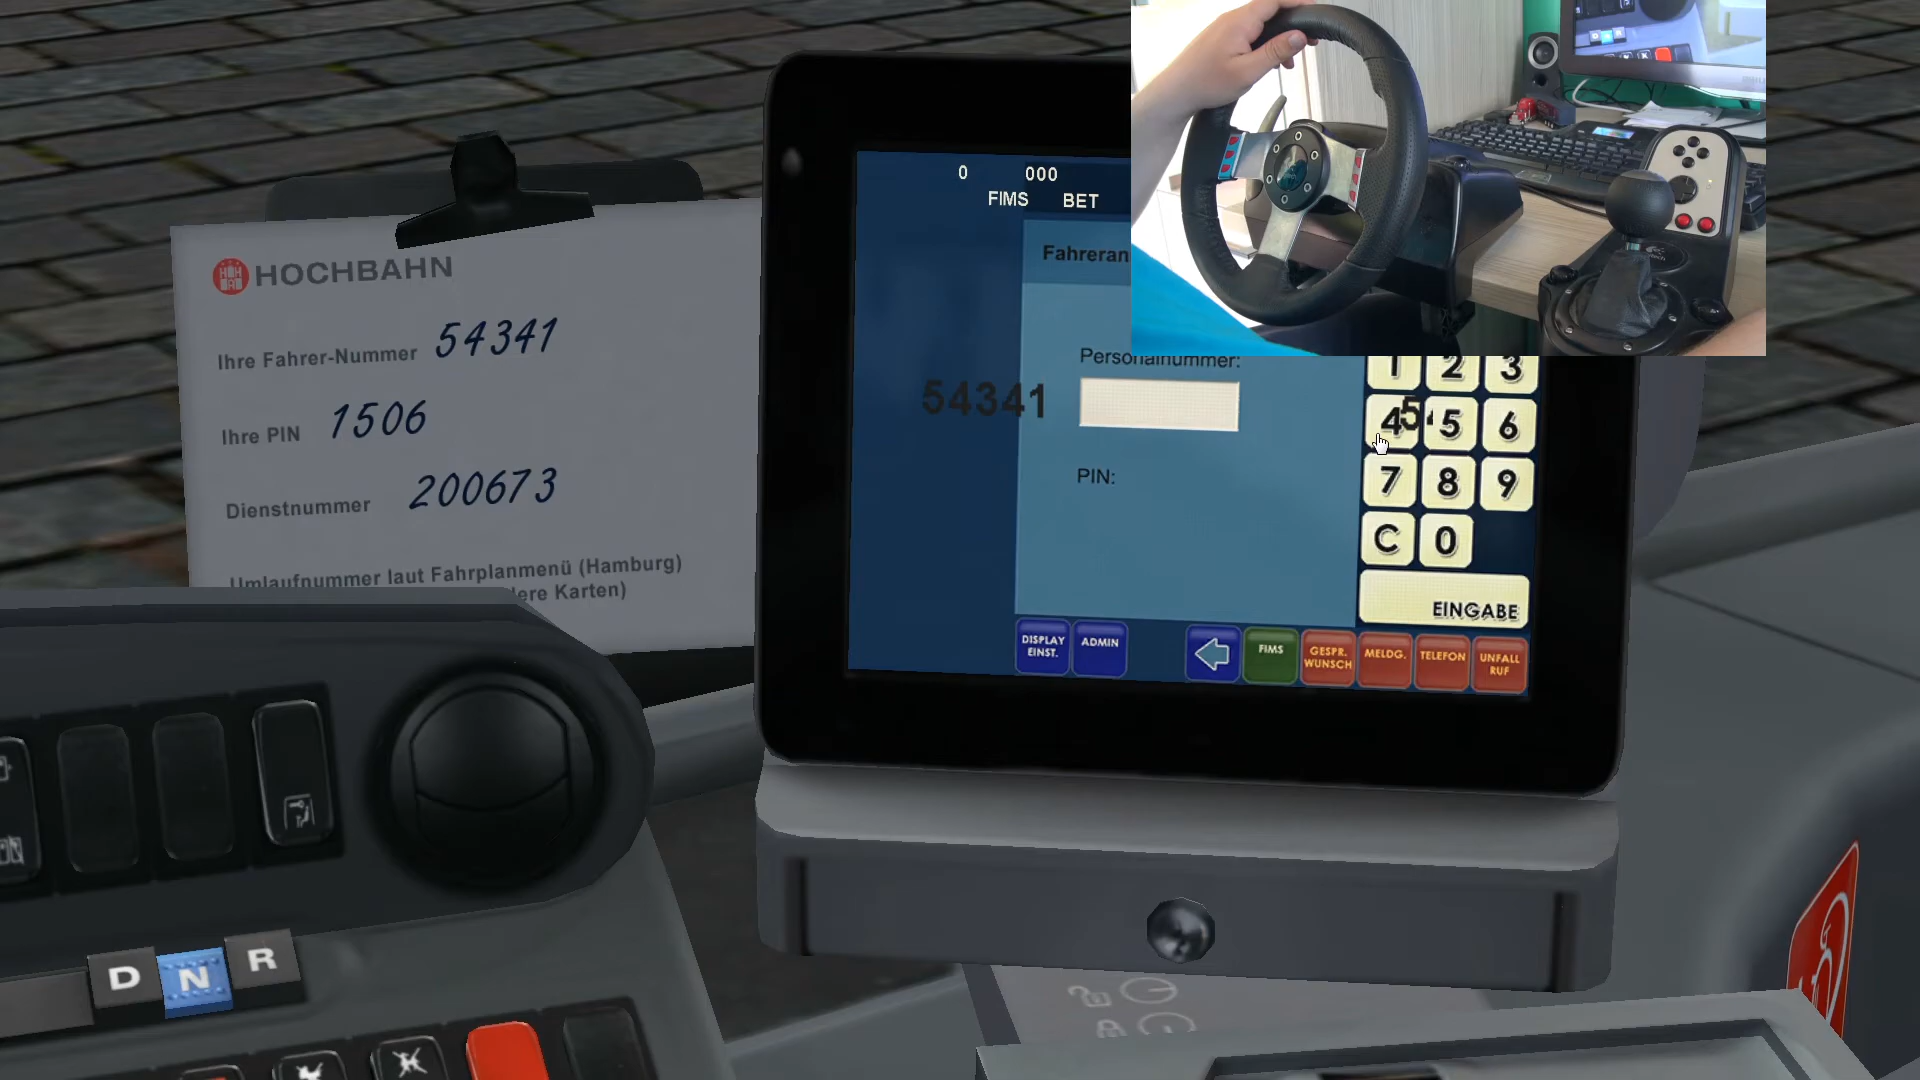 HOCHBAHN
Ihre Fahrer-Nummer 54341
Ihre PIN 1506
Dienstnummer 200673
Umlaufnummer laut Fahrplanmenü (Hamburg)
Karten)
0 000
FIMS BET
Fahreran
Personalnummer:
54341
PIN:
1 2 3
4 5 6
7 8 9
C 0
EINGABE
DISPLAY
EINST.
ADMIN
FIMS
GESPR.
WUNSCH
MELDG.
TELEFON
UNFALL
RUF
D N R